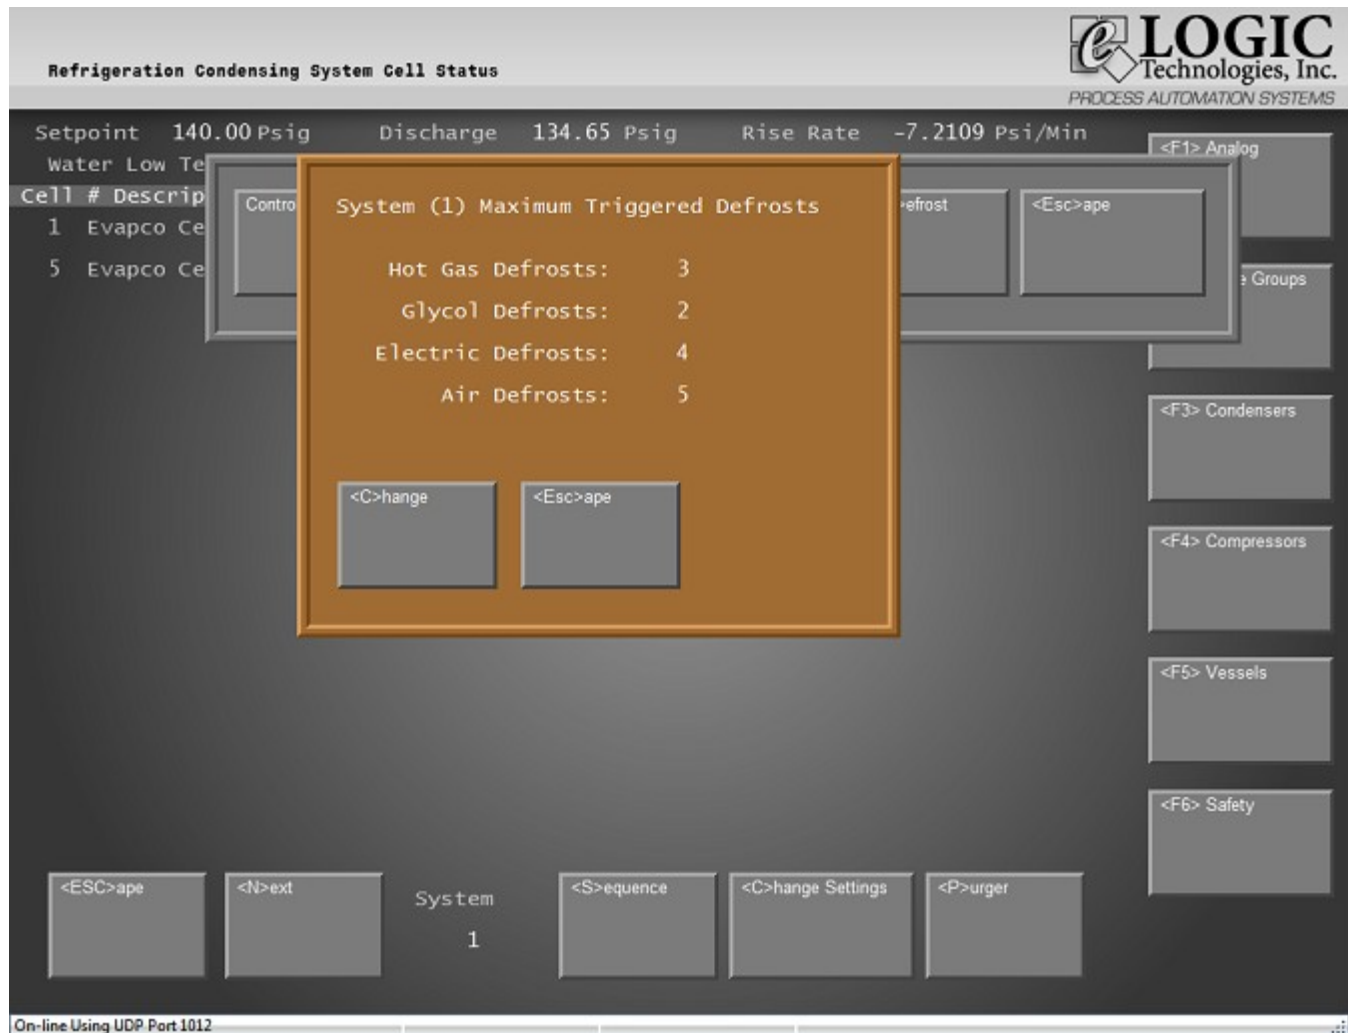 Refrigeration Condensing System Cell Status
e LOGIC
Technologies, Inc.
PROCESS AUTOMATION SYSTEMS
Setpoint 140.00 Psig Discharge 134.65 Psig Rise Rate -7.2109 Psi/Min
Water Low Te
Cell # Descrip
1 Evapco Ce
5 Evapco Ce
Contro
System (1) Maximum Triggered Defrosts
Hot Gas Defrosts: 3
Glycol Defrosts: 2
Electric Defrosts: 4
Air Defrosts: 5
<C>hange
<Esc>ape
efrost
<Esc>ape
<F1> Analog
Groups
<F3> Condensers
<F4> Compressors
<F5> Vessels
<F6> Safety
<ESC>ape
<N>ext
System
1
<S>equence
<C>hange Settings
<P>urger
On-line Using UDP Port 1012